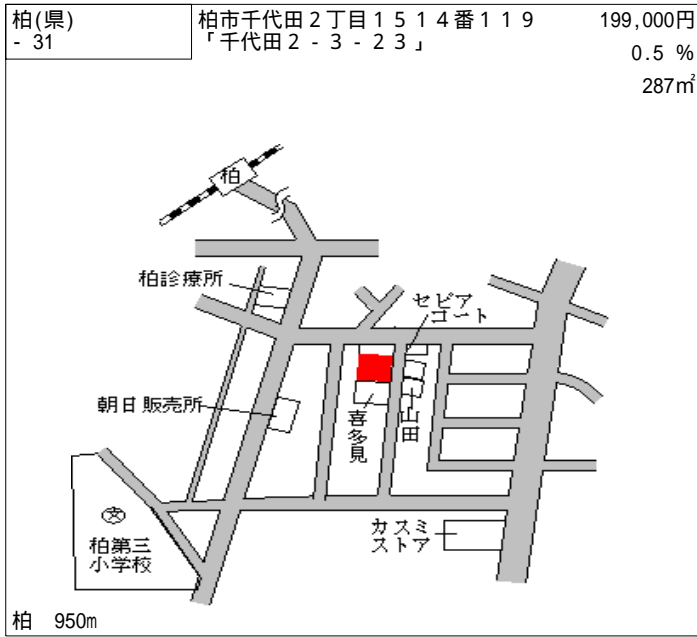 柏(県)
- 31
柏市千代田２丁目１５１４番１１９
「千代田２‐３‐２３」
199,000円
0.5 %
287㎡
柏
柏診療所
セビア
コート
朝日販売所
喜多見
山田
文
柏第三
小学校
カスミ
ストア
柏 950m